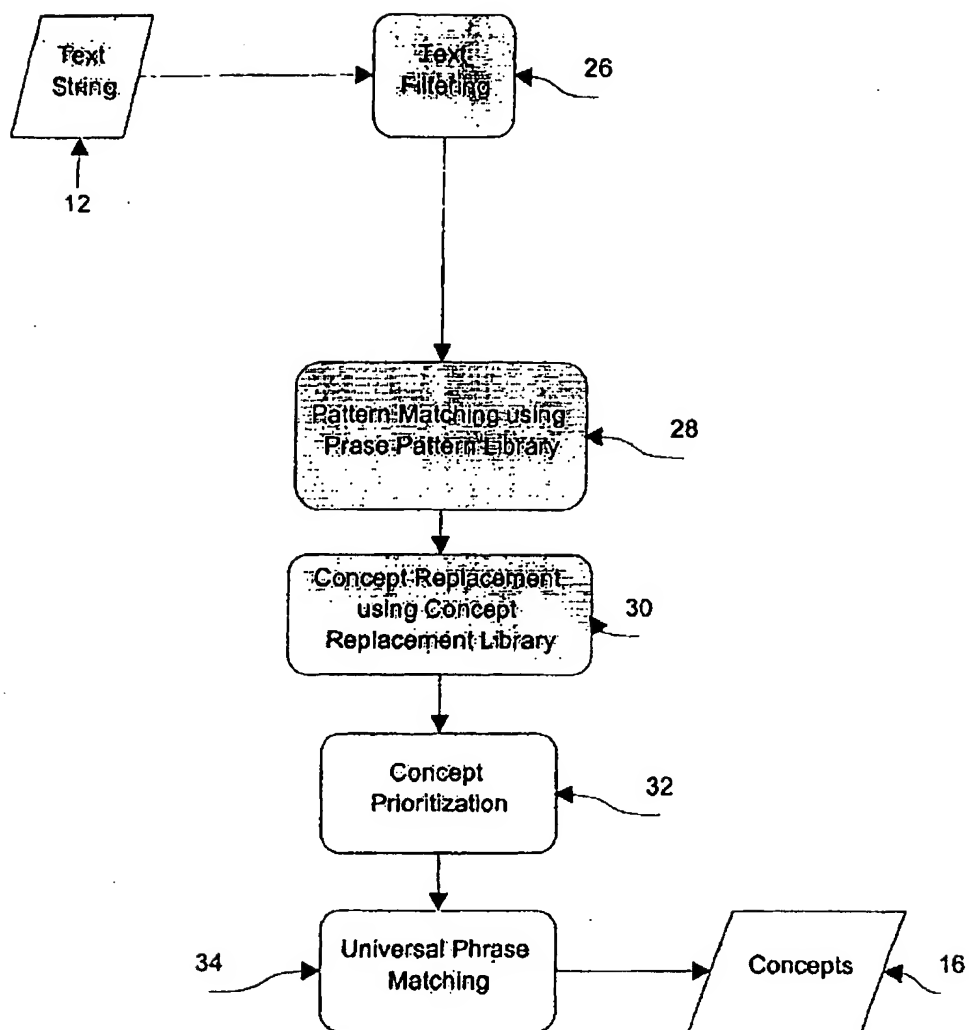 Text
String
12
Text
Filtering
26
Pattern Matching using
Prase Pattern Library
28
Concept Replacement
using Concept
Replacement Library
30
Concept
Prioritization
32
Universal Phrase
Matching
34
Concepts
16